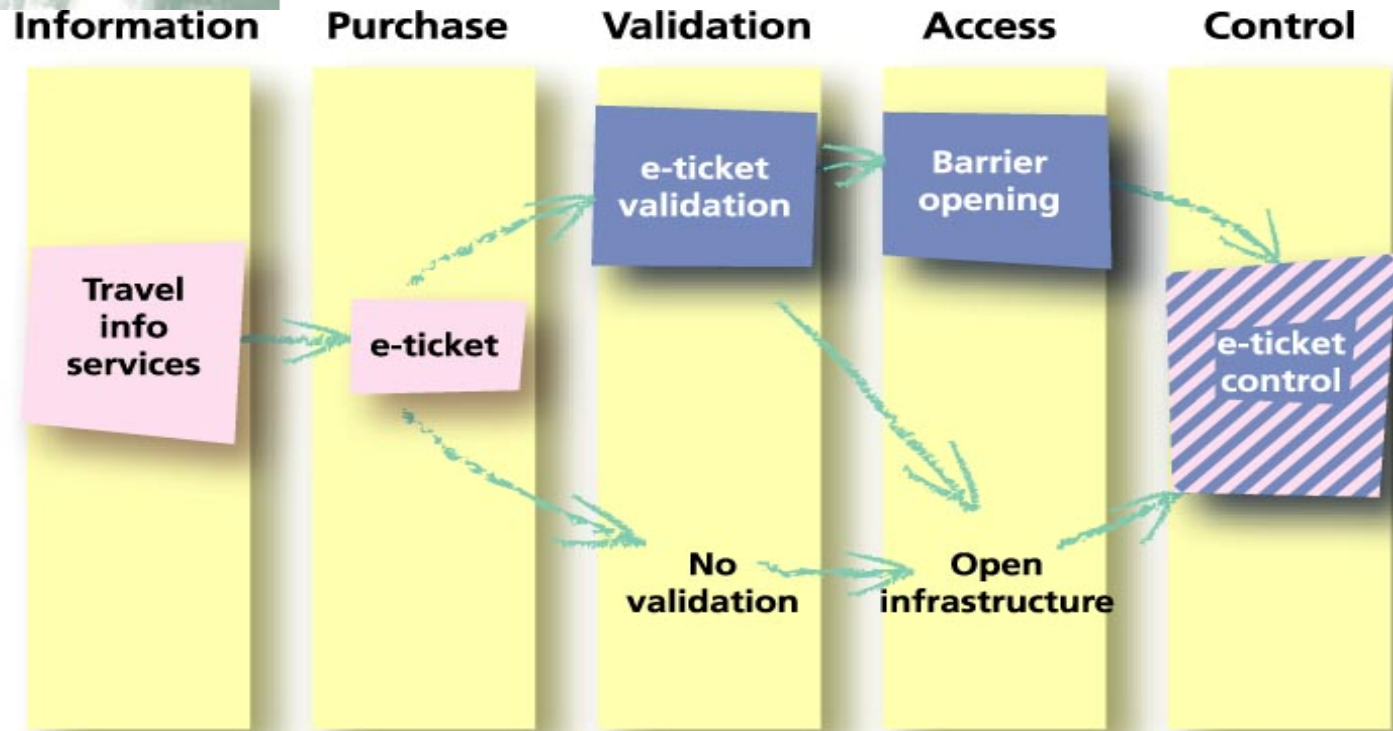 Information
Purchase
Validation
Access
Control
Travel
info
services
e-ticket
e-ticket
validation
No
validation
Barrier
opening
Open
infrastructure
e-ticket
control